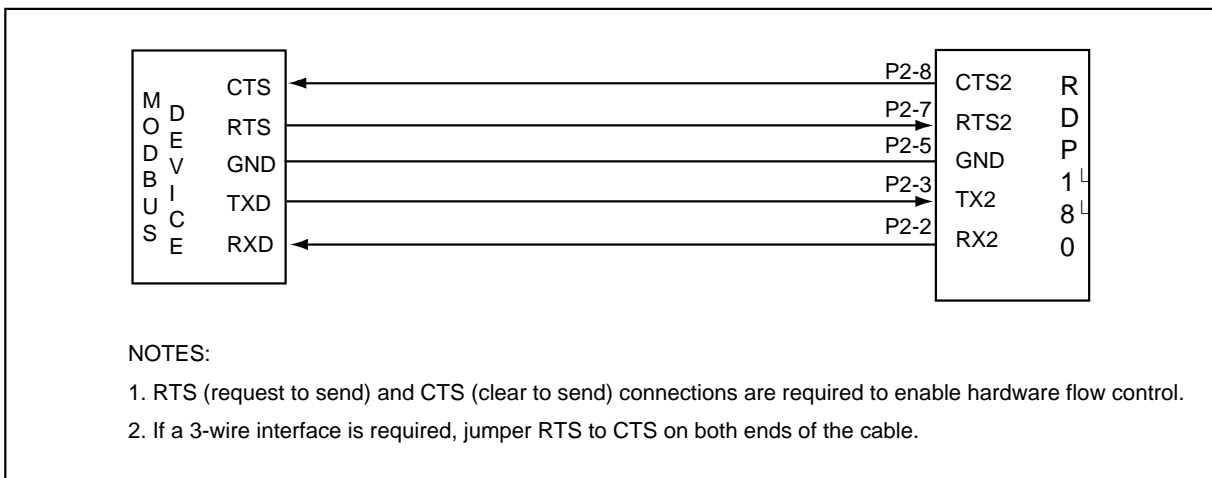 MODBUS
DEVICE
CTS
RTS
GND
TXD
RXD
P2-8
P2-7
P2-5
P2-3
P2-2
CTS2
RTS2
GND
TX2
RX2
RDP180
NOTES:
1. RTS (request to send) and CTS (clear to send) connections are required to enable hardware flow control.
2. If a 3-wire interface is required, jumper RTS to CTS on both ends of the cable.